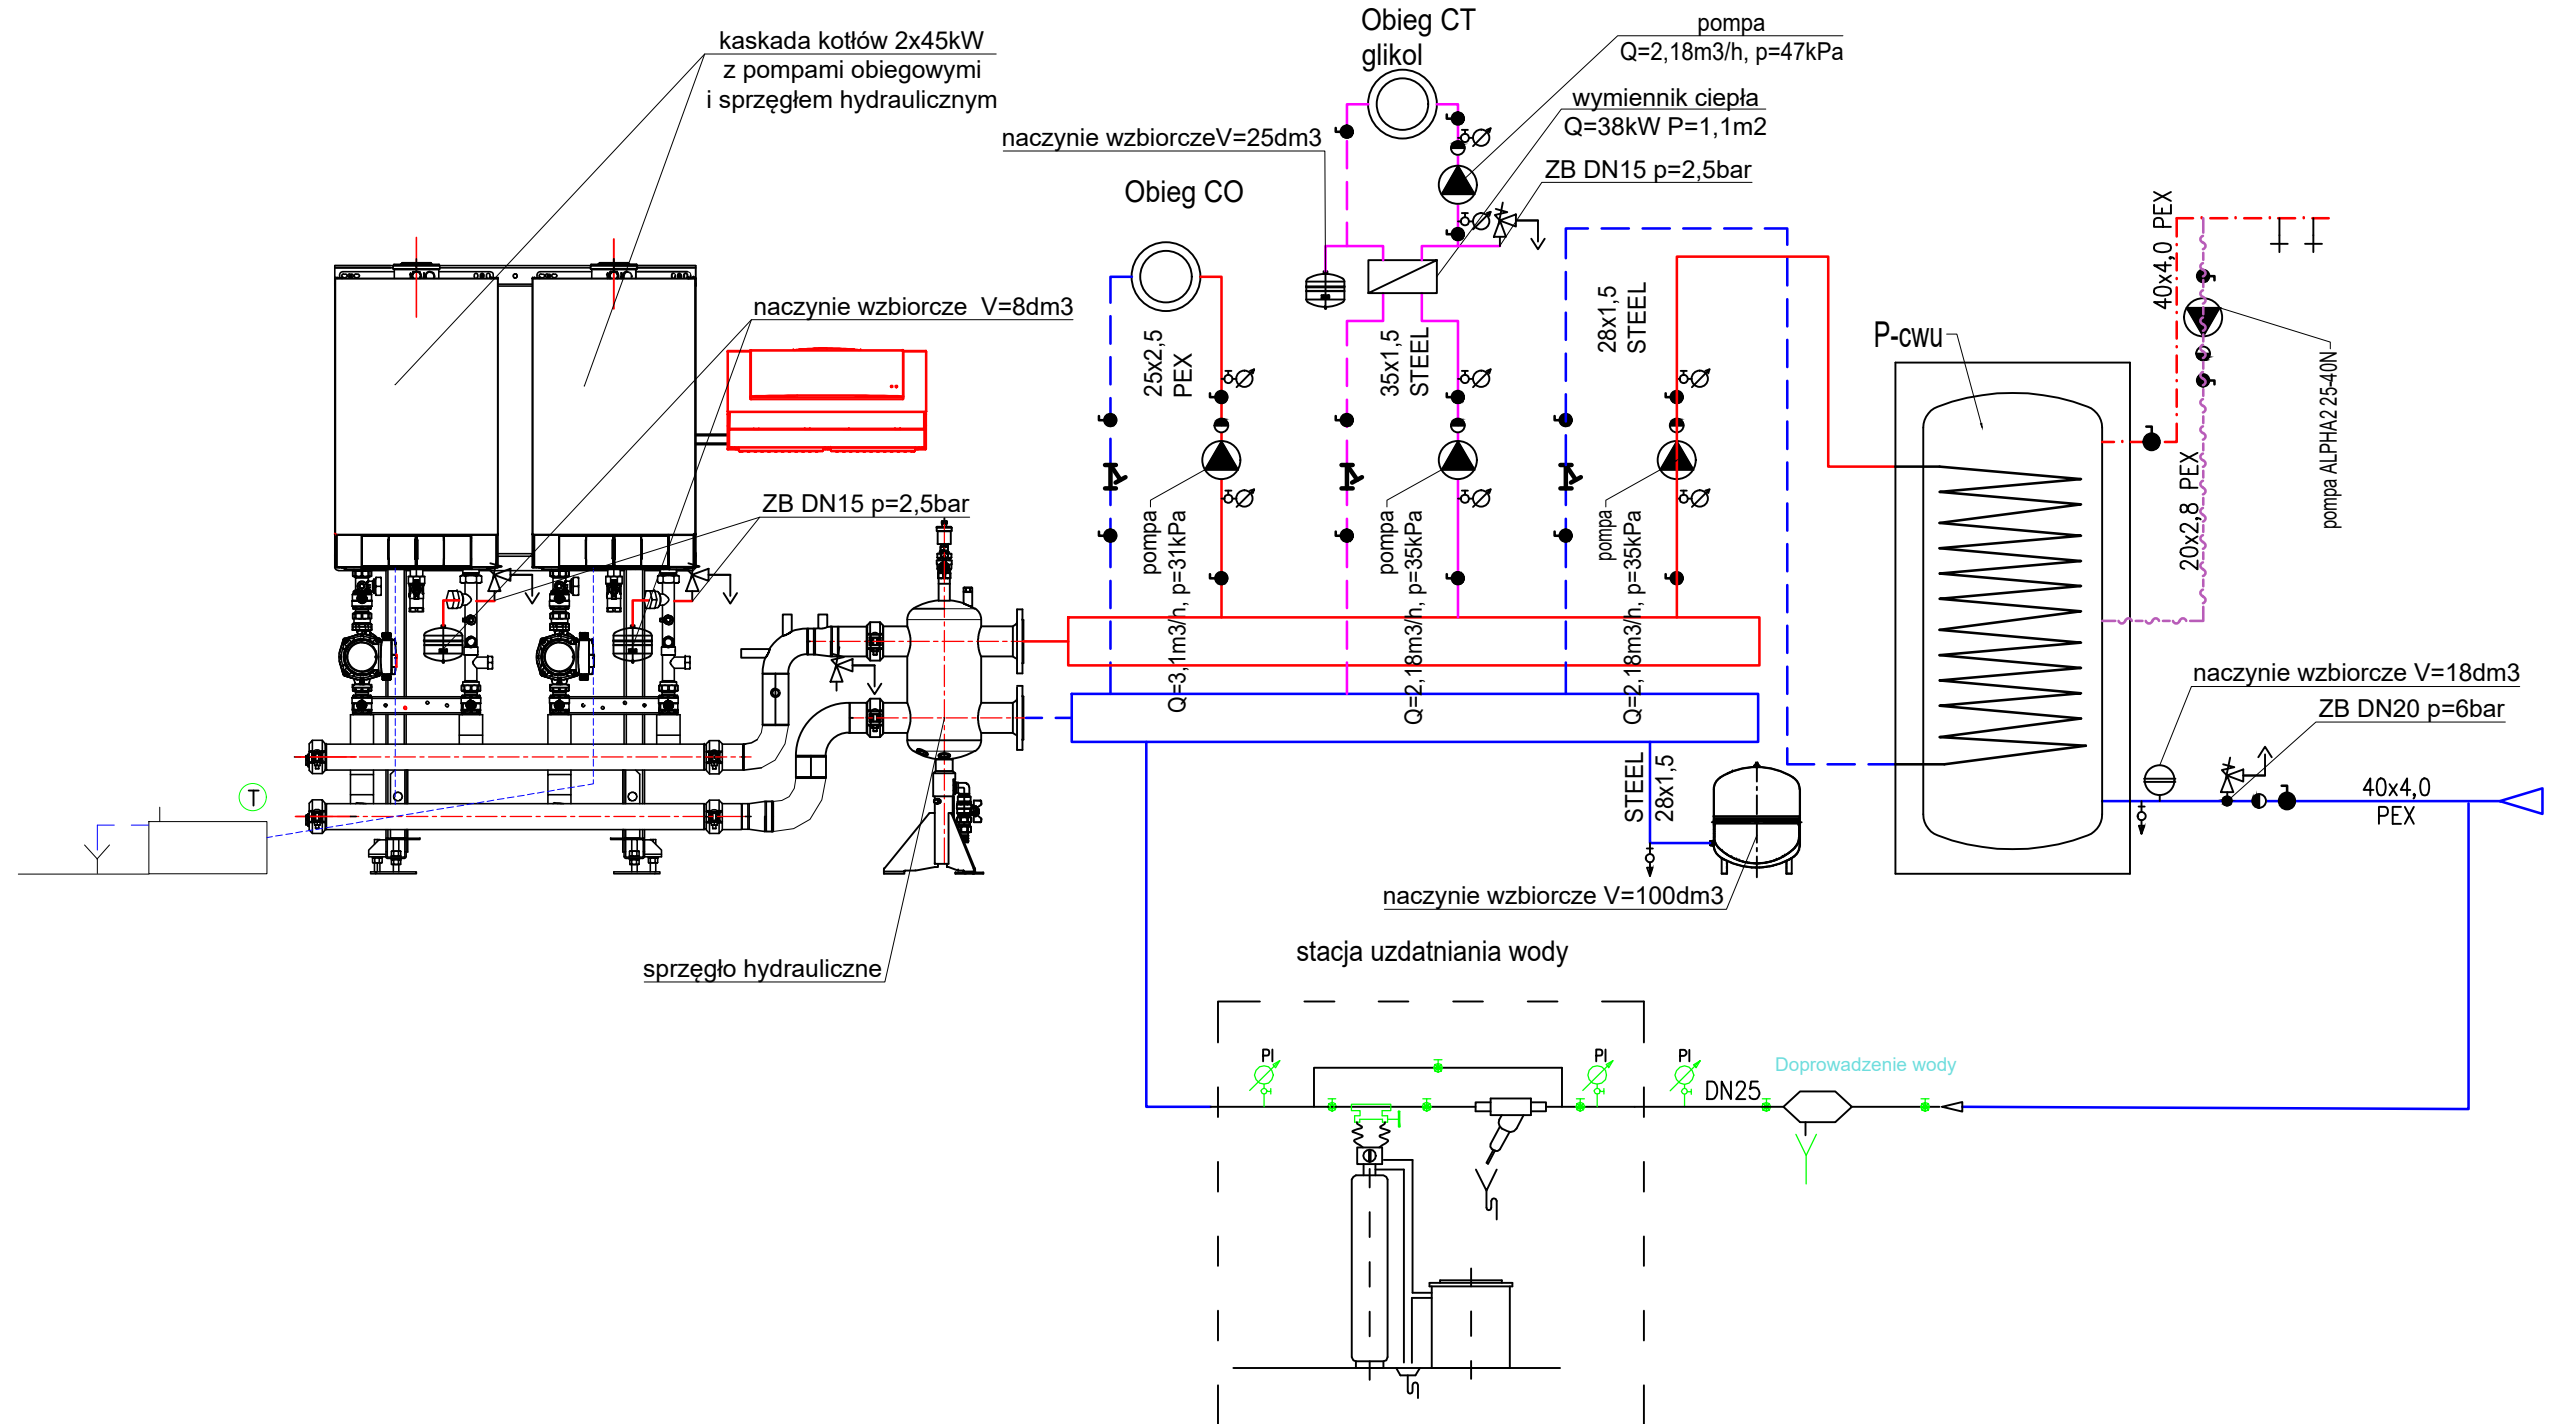 kaskada kotłów 2x45kW
z pompami obiegowymi
i sprzęgłem hydraulicznym
Obieg CT
glikol
pompa
Q=2,18m3/h, p=47kPa
wymiennik ciepła
Q=38kW P=1,1m2
naczynie wzbiorczeV=25dm3
ZB DN15 p=2,5bar
Obieg CO
naczynie wzbiorcze V=8dm3
ZB DN15 p=2,5bar
25x2,5
PEX
35x1,5
STEEL
28x1,5
STEEL
pompa
Q=3,1m3/h, p=31kPa
pompa
Q=2,18m3/h, p=35kPa
pompa
Q=2,18m3/h, p=35kPa
P-cwu
40x4,0 PEX
20x2,8 PEX
pompa ALPHA2 25-40N
naczynie wzbiorcze V=18dm3
ZB DN20 p=6bar
40x4,0
PEX
T
STEEL
28x1,5
naczynie wzbiorcze V=100dm3
sprzęgło hydrauliczne
stacja uzdatniania wody
PI
PI
PI
DN25
Doprowadzenie wody